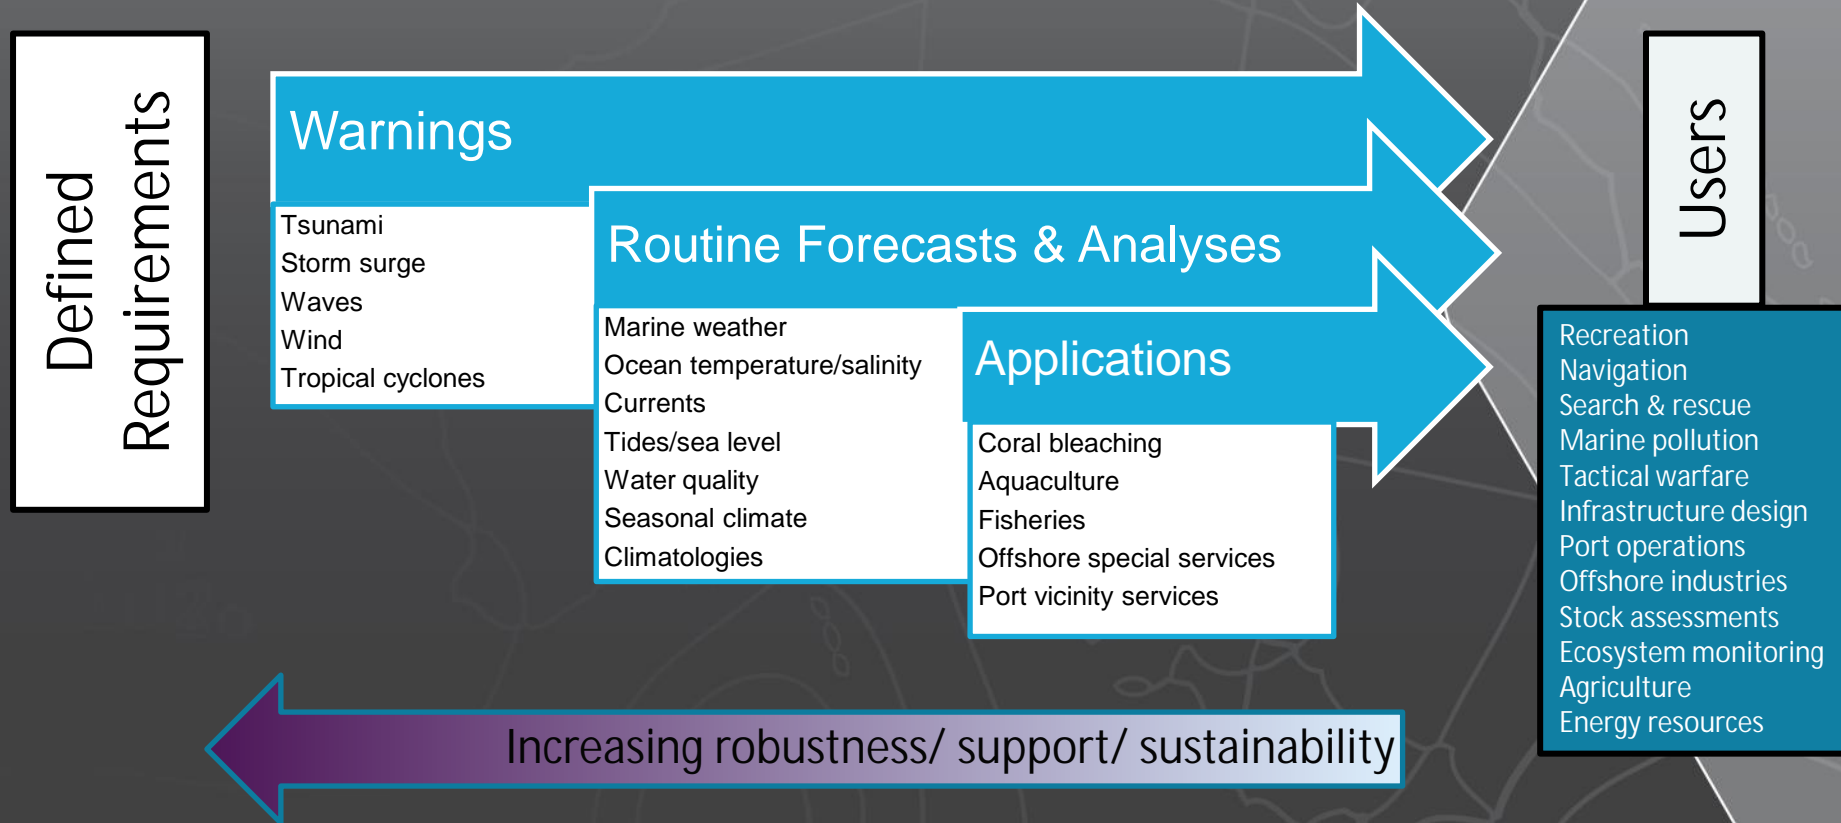 Defined
Requirements
Warnings
Tsunami
Storm surge
Waves
Wind
Tropical cyclones
Routine Forecasts & Analyses
Marine weather
Ocean temperature/salinity
Currents
Tides/sea level
Water quality
Seasonal climate
Climatologies
Applications
Coral bleaching
Aquaculture
Fisheries
Offshore special services
Port vicinity services
Users
Recreation
Navigation
Search & rescue
Marine pollution
Tactical warfare
Infrastructure design
Port operations
Offshore industries
Stock assessments
Ecosystem monitoring
Agriculture
Energy resources
Increasing robustness/ support/ sustainability